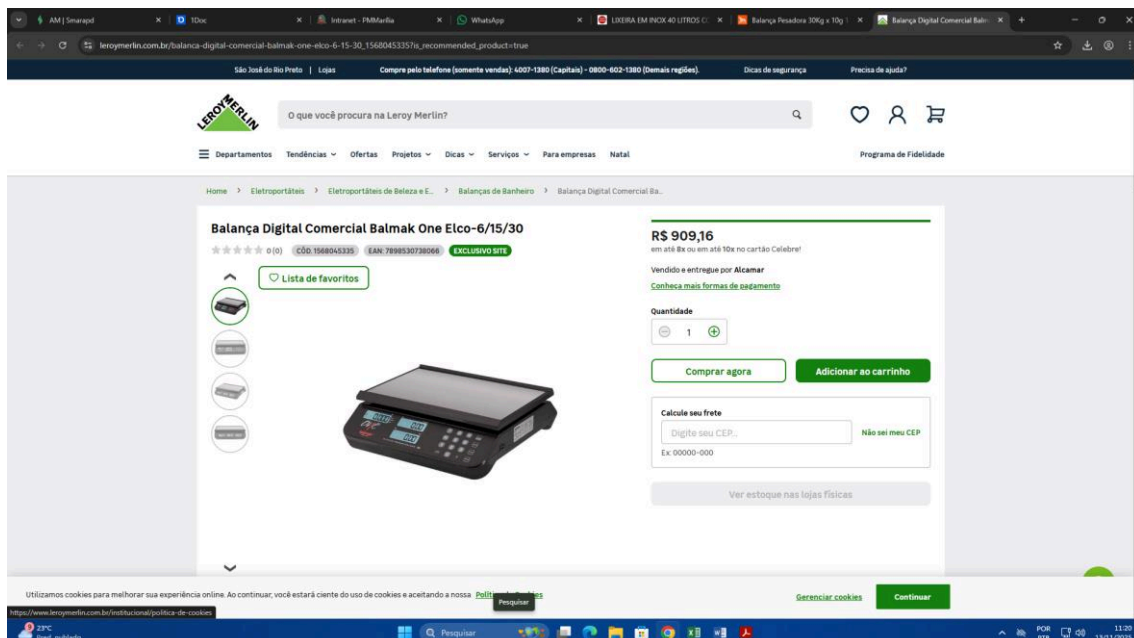 AM | Smarapd
1Doc
Intranet - PMMarília
WhatsApp
LIXEIRA EM INOX 40 LITROS
Balança Pesadora 30Kg x 10g
Balança Digital Comercial
leroymerlin.com.br/balanca-digital-comercial-balmak-one-elco-6-15-30_1568045335?is_recommended_product=true
São José do Rio Preto | Lojas
Compre pelo telefone (somente vendas): 4007-1380 (Capitais) - 0800-602-1380 (Demais regiões).
Dicas de segurança
Precisa de ajuda?
LEROY MERLIN
O que você procura na Leroy Merlin?
Departamentos Tendências Ofertas Projetos Dicas Serviços Para empresas Natal
Programa de Fidelidade
Home > Eletroportáteis > Eletroportáteis de Beleza e E... > Balanças de Banheiro > Balança Digital Comercial Ba...
Balança Digital Comercial Balmak One Elco-6/15/30
0 (0) CÓD. 1568045335 EAN: 7898530738066 EXCLUSIVO SITE
Lista de favoritos
R$ 909,16
em até 8x ou em até 10x no cartão Celebre!
Vendido e entregue por Alcamar
Conheça mais formas de pagamento
Quantidade
1
Comprar agora
Adicionar ao carrinho
Calcule seu frete
Digite seu CEP...
Não sei meu CEP
Ex: 00000-000
Ver estoque nas lojas físicas
Utilizamos cookies para melhorar sua experiência online. Ao continuar, você estará ciente do uso de cookies e aceitando a nossa
Pesquisar
Gerenciar cookies
Continuar
https://www.leroymerlin.com.br/institucional/politica-de-cookies
23°C
Pred. nublado
Pesquisar
POR
PTB
11:20